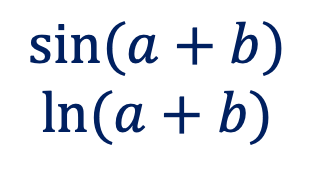 sin(a + b)
ln(a + b)